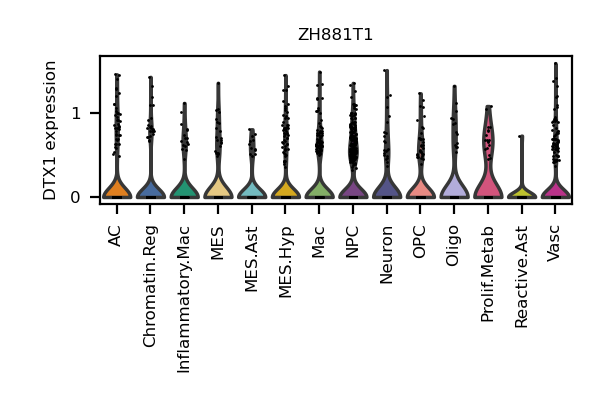 ZH881T1
DTX1 expression
1
0
AC
Chromatin.Reg
Inflammatory.Mac
MES
MES.Ast
MES.Hyp
Mac
NPC
Neuron
OPC
Oligo
Prolif.Metab
Reactive.Ast
Vasc